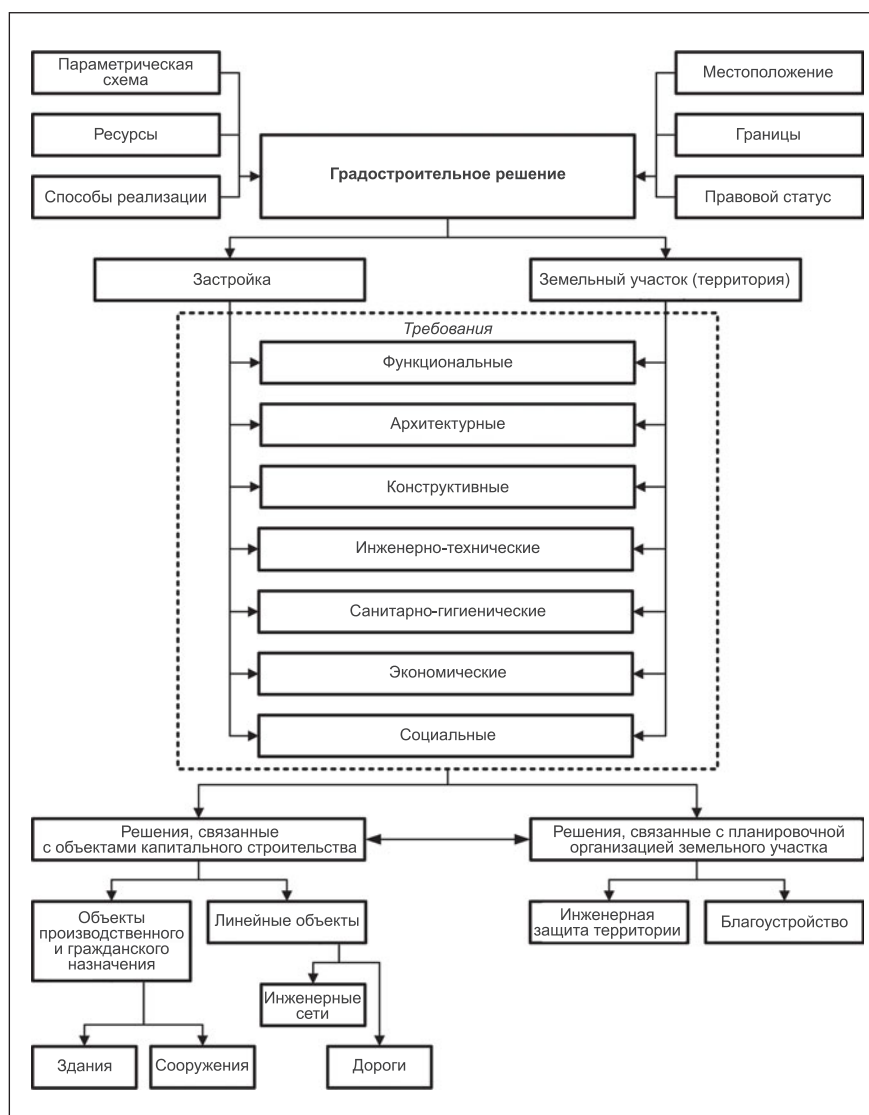 Параметрическая
схема
Местоположение
Ресурсы
Границы
Градостроительное решение
Способы реализации
Правовой статус
Застройка
Земельный участок (территория)
Требования
Функциональные
Архитектурные
Конструктивные
Инженерно-технические
Санитарно-гигиенические
Экономические
Социальные
Решения, связанные
с объектами капитального строительства
Решения, связанные с планировочной
организацией земельного участка
Объекты
производственного
и гражданского
назначения
Линейные объекты
Инженерная
защита территории
Благоустройство
Инженерные
сети
Здания
Сооружения
Дороги